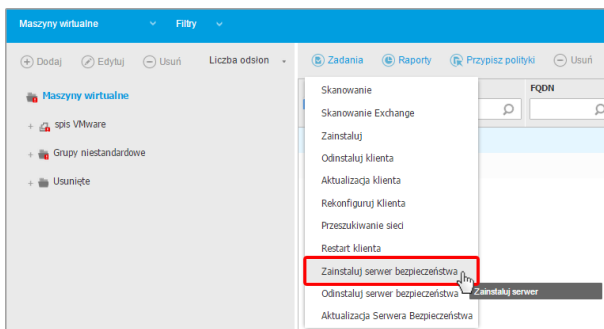 Maszyny wirtualne Filtry
Dodaj Edytuj Usuń Liczba odsłon Zadania Raporty Przypisz polityki Usuń
Maszyny wirtualne
spis VMware
Grupy niestandardowe
Usunięte
FQDN
Skanowanie
Skanowanie Exchange
Zainstaluj
Odinstaluj klienta
Aktualizacja klienta
Rekonfiguruj Klienta
Przeszukiwanie sieci
Restart klienta
Zainstaluj serwer bezpieczeństwa
Zainstaluj serwer
Odinstaluj serwer bezpieczeństwa
Aktualizacja Serwera Bezpieczeństwa